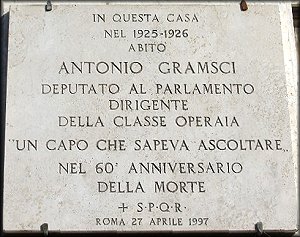 IN QUESTA CASA
NEL 1925-1926
ABITÒ
ANTONIO GRAMSCI
DEPUTATO AL PARLAMENTO
DIRIGENTE
DELLA CLASSE OPERAIA
"UN CAPO CHE SAPEVA ASCOLTARE„
NEL 60° ANNIVERSARIO
DELLA MORTE
+ S·P·Q·R·
ROMA 27 APRILE 1997